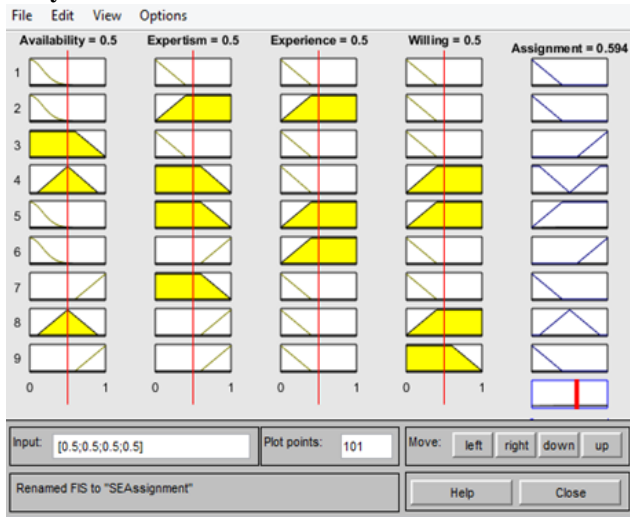 File Edit View Options
Availability = 0.5 Expertism = 0.5 Experience = 0.5 Willing = 0.5 Assignment = 0.594
1
2
3
4
5
6
7
8
9
0 1 0 1 0 1 0 1
0 1
Input: [0.5;0.5;0.5;0.5] Plot points: 101 Move: left right down up
Renamed FIS to "SEAssignment" Help Close